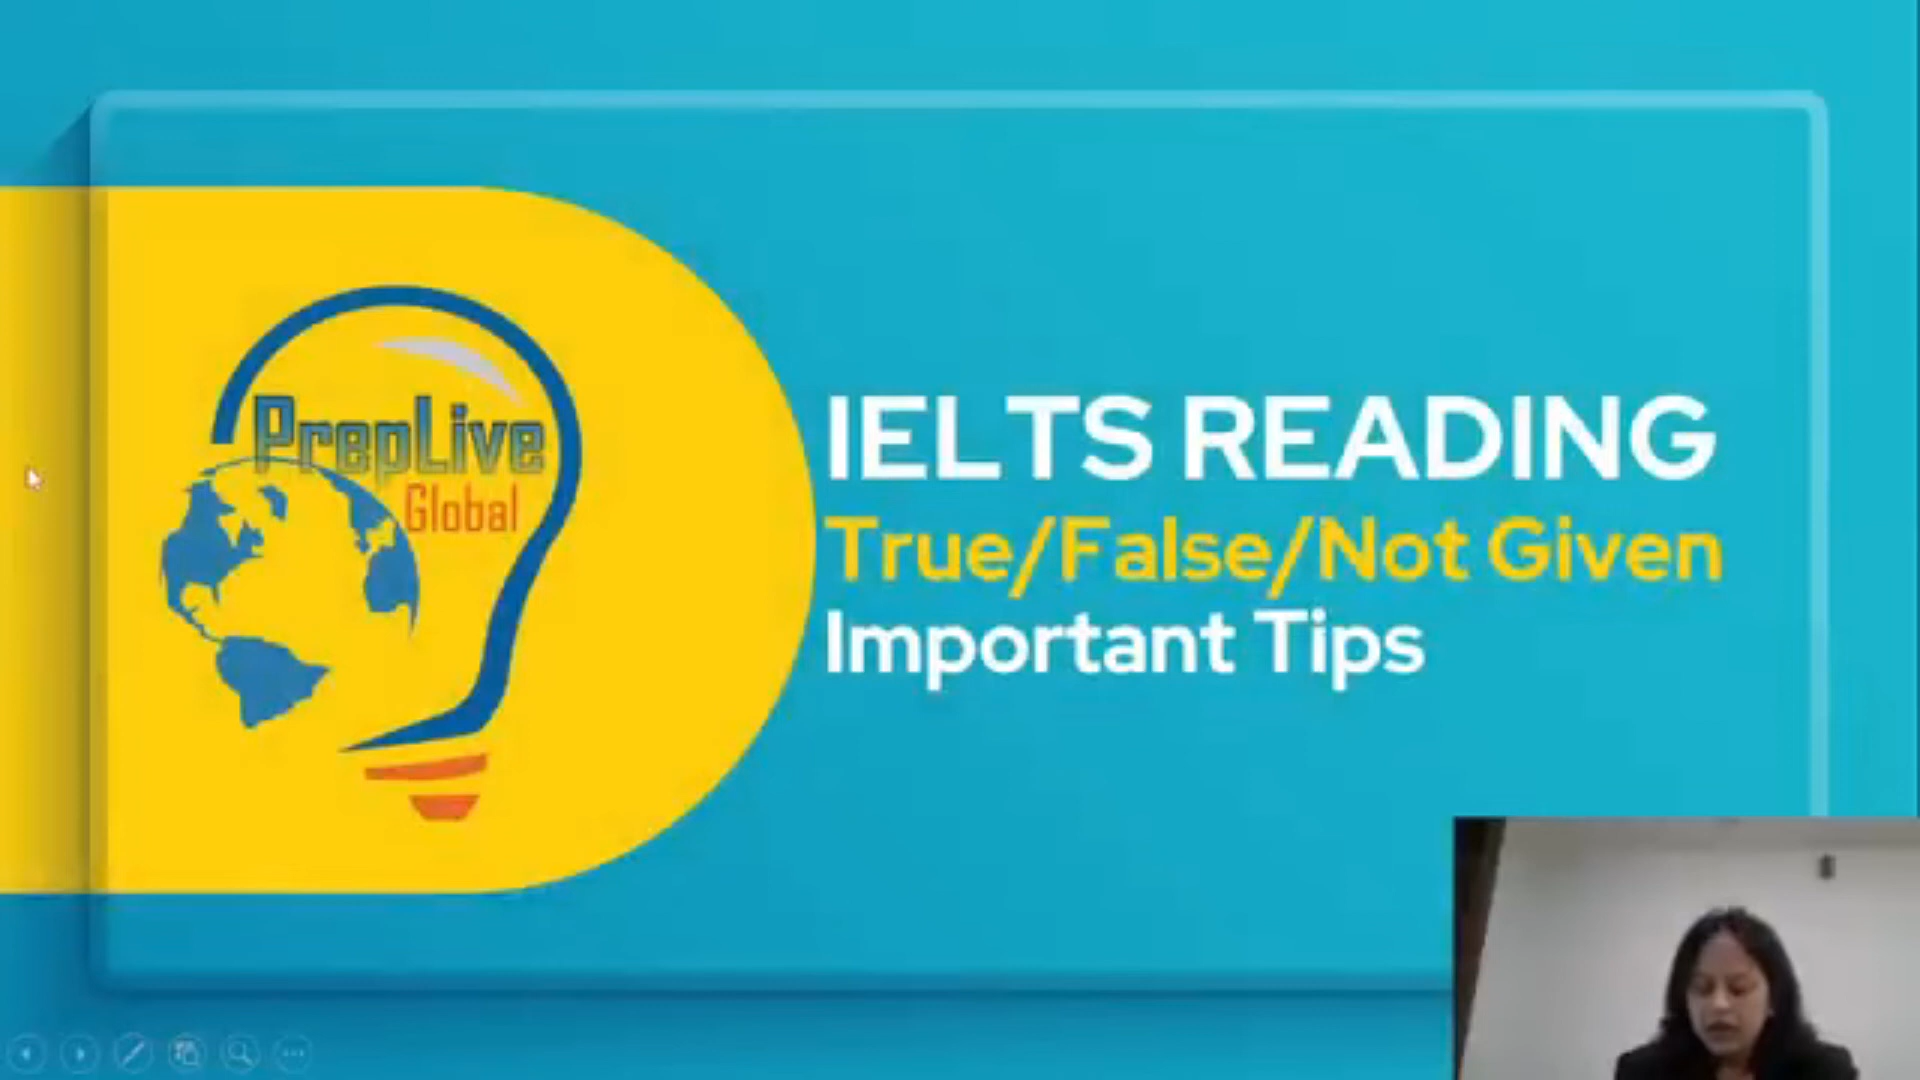 PrepLive
Global
IELTS READING
True/False/Not Given
Important Tips